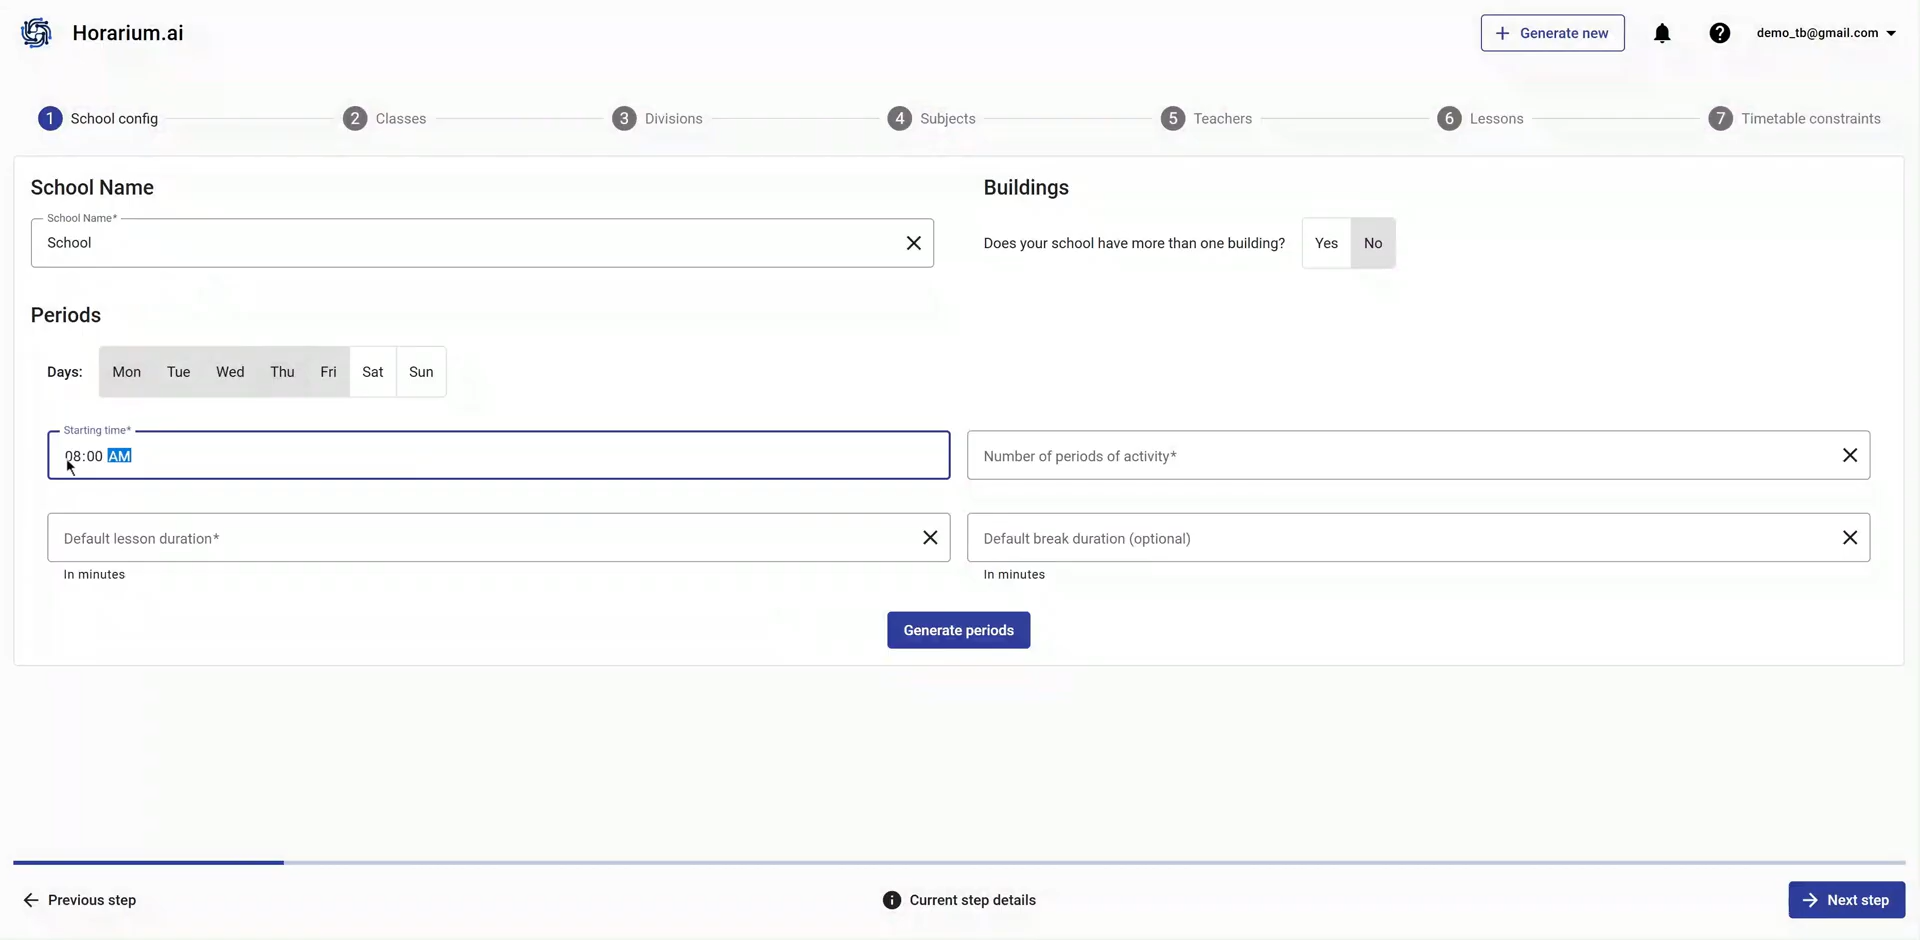 Horarium.ai
Generate new
demo_tb@gmail.com
1 School config
2 Classes
3 Divisions
4 Subjects
5 Teachers
6 Lessons
7 Timetable constraints
School Name
School Name*
School
Buildings
Does your school have more than one building? Yes No
Periods
Days: Mon Tue Wed Thu Fri Sat Sun
Starting time*
08:00 AM
Number of periods of activity*
Default lesson duration*
In minutes
Default break duration (optional)
In minutes
Generate periods
Previous step
Current step details
Next step